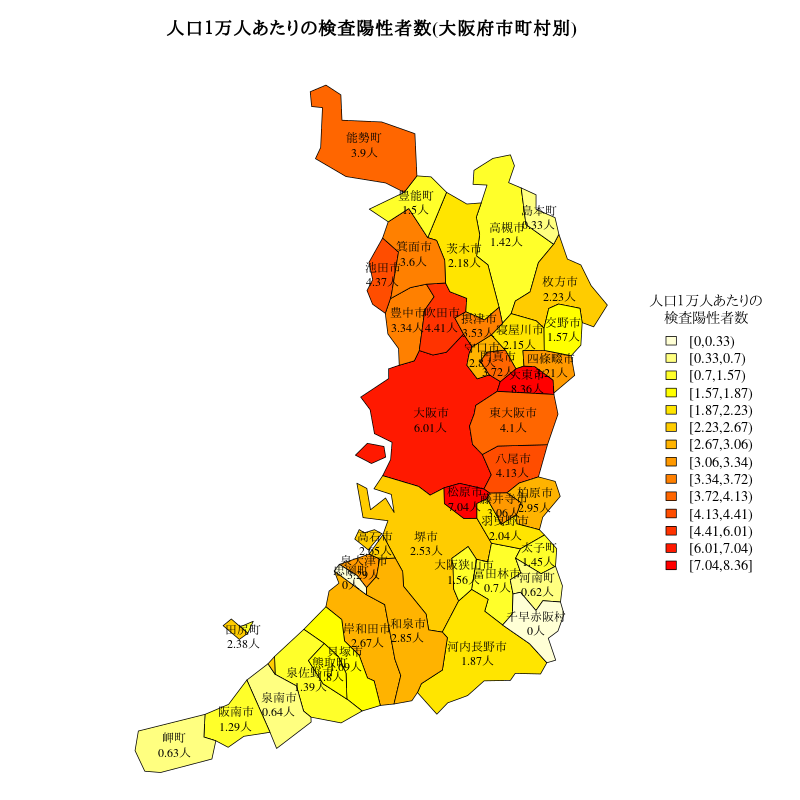 人口1万人あたりの検査陽性者数(大阪府市町村別)
能勢町
3.9人
豊能町
1.5人
島本町
0.33人
高槻市
1.42人
茨木市
2.18人
箕面市
3.6人
池田市
4.37人
枚方市
2.23人
豊中市
3.34人
吹田市
4.41人
摂津市
3.53人
交野市
1.57人
寝屋川市
2.15人
守口市
門真市
3.72人
四條畷市
大東市
8.36人
大阪市
6.01人
東大阪市
4.1人
八尾市
4.13人
松原市
7.04人
藤井寺市
3.06人
柏原市
2.95人
羽曳野市
2.04人
高石市
堺市
2.53人
太子町
1.45人
泉大津市
3.29人
忠岡町
0人
大阪狭山市
1.56人
富田林市
0.7人
河南町
0.62人
千早赤阪村
0人
田尻町
2.38人
岸和田市
2.67人
和泉市
2.85人
河内長野市
1.87人
貝塚市
熊取町
泉佐野市
1.39人
泉南市
0.64人
阪南市
1.29人
岬町
0.63人
人口1万人あたりの
検査陽性者数
[0,0.33)
[0.33,0.7)
[0.7,1.57)
[1.57,1.87)
[1.87,2.23)
[2.23,2.67)
[2.67,3.06)
[3.06,3.34)
[3.34,3.72)
[3.72,4.13)
[4.13,4.41)
[4.41,6.01)
[6.01,7.04)
[7.04,8.36]